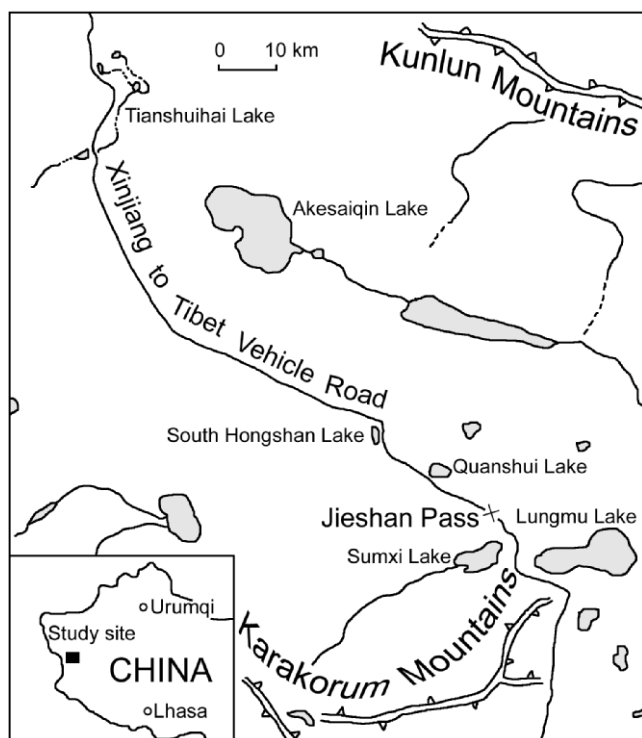 0 10 km
Kunlun Mountains
Tianshuihai Lake
Xinjiang to Tibet Vehicle Road
Akesaiqin Lake
South Hongshan Lake
Quanshui Lake
Jieshan Pass
Lungmu Lake
Sumxi Lake
Karakorum Mountains
Urumqi
Study site
CHINA
Lhasa